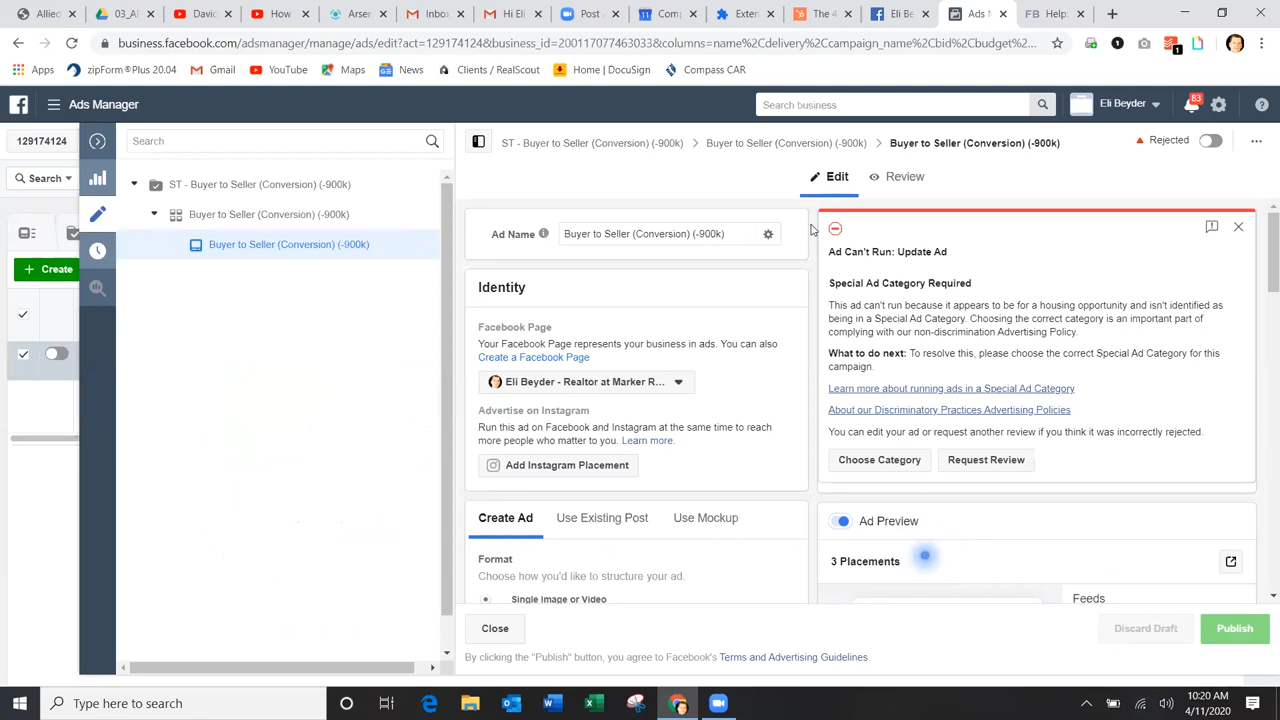 Allied
03_Al
David
How
Arsen
Inbox
Hi Eli
Post
Comp
Exten
The 4
Eli Be
Ads M
Help:
business.facebook.com/adsmanager/manage/ads/edit?act=129174124&business_id=200117077463033&columns=name%2Cdelivery%2Ccampaign_name%2Cbid%2Cbudget%2...
1
1
Apps
zipForm®Plus 20.04
Gmail
YouTube
Maps
News
Clients / RealScout
Home | DocuSign
Compass CAR
Ads Manager
Search business
Eli Beyder
83
129174124
Search
ST - Buyer to Seller (Conversion) (-900k)
Buyer to Seller (Conversion) (-900k)
Buyer to Seller (Conversion) (-900k)
Rejected
Search
Edit
Review
ST - Buyer to Seller (Conversion) (-900k)
Buyer to Seller (Conversion) (-900k)
Buyer to Seller (Conversion) (-900k)
+ Create
Ad Name
Buyer to Seller (Conversion) (-900k)
Identity
Facebook Page
Your Facebook Page represents your business in ads. You can also
Create a Facebook Page
Eli Beyder - Realtor at Marker R...
Advertise on Instagram
Run this ad on Facebook and Instagram at the same time to reach
more people who matter to you. Learn more.
Add Instagram Placement
Create Ad
Use Existing Post
Use Mockup
Format
Choose how you'd like to structure your ad.
Single Image or Video
Ad Can't Run: Update Ad
Special Ad Category Required
This ad can't run because it appears to be for a housing opportunity and isn't identified as
being in a Special Ad Category. Choosing the correct category is an important part of
complying with our non-discrimination Advertising Policy.
What to do next: To resolve this, please choose the correct Special Ad Category for this
campaign.
Learn more about running ads in a Special Ad Category
About our Discriminatory Practices Advertising Policies
You can edit your ad or request another review if you think it was incorrectly rejected.
Choose Category
Request Review
Ad Preview
3 Placements
Feeds
Close
Discard Draft
Publish
By clicking the "Publish" button, you agree to Facebook's Terms and Advertising Guidelines.
Type here to search
10:20 AM
4/11/2020